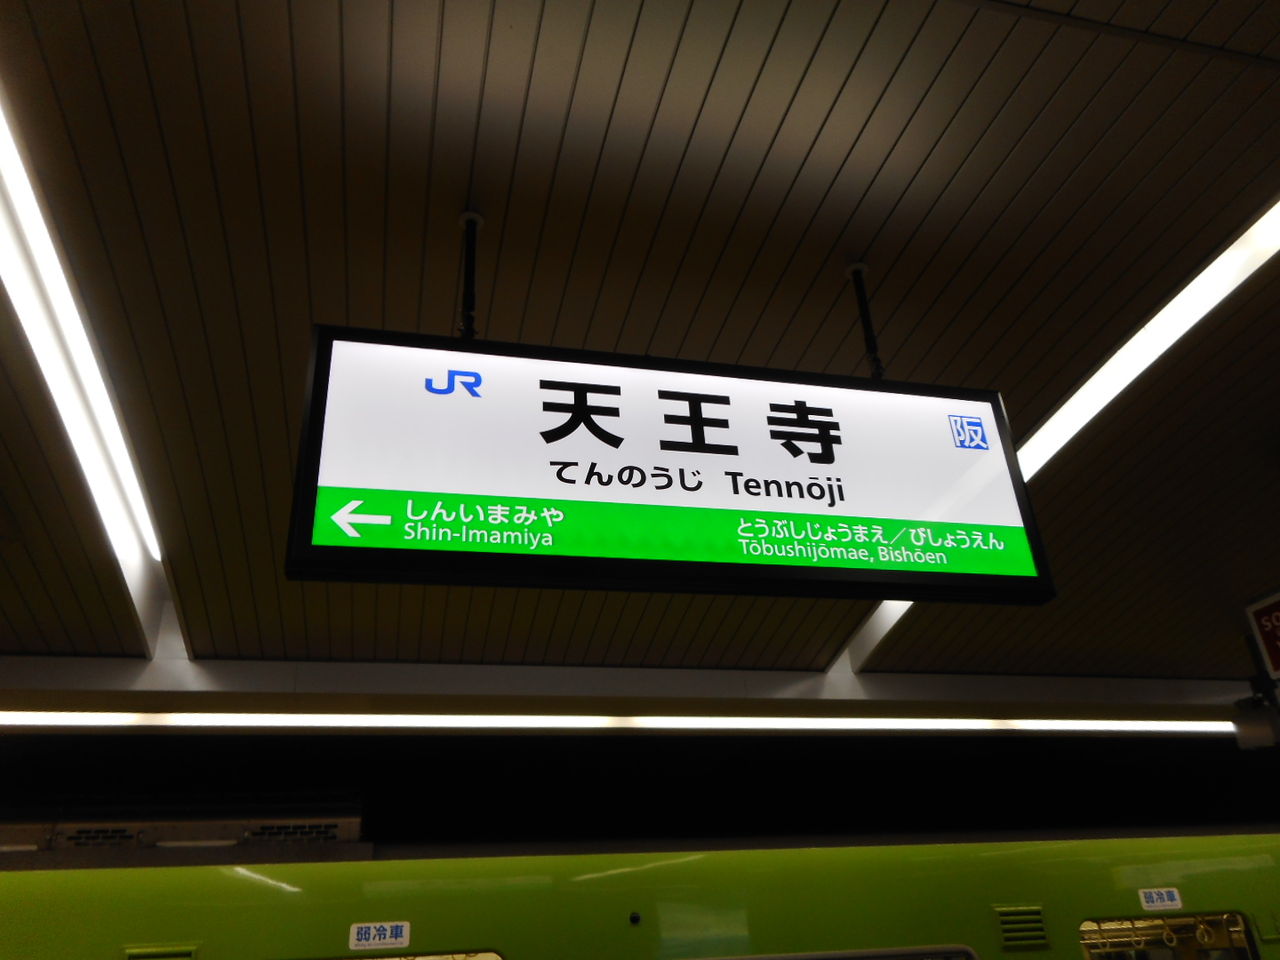 JR 天王寺 阪
てんのうじ Tennōji
← しんいまみや
Shin-Imamiya
とうぶしじょうまえ／びしょうえん
Tōbushijōmae, Bishōen
弱冷車
弱冷車